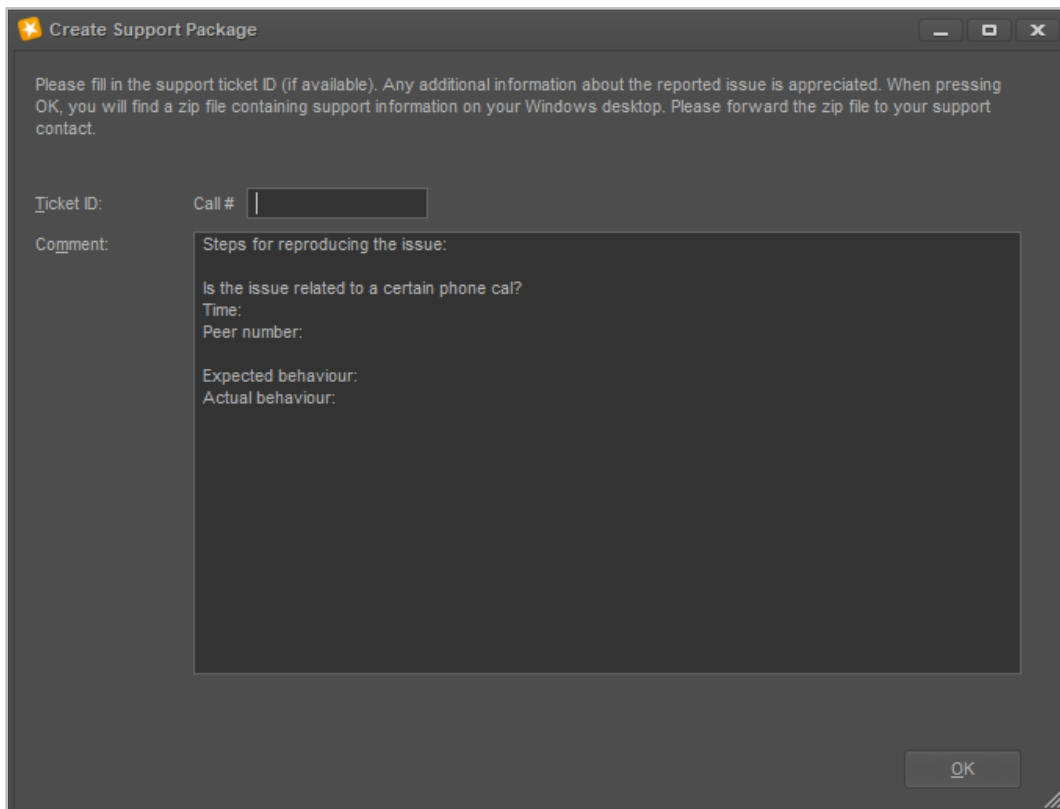 Create Support Package
Please fill in the support ticket ID (if available). Any additional information about the reported issue is appreciated. When pressing
OK, you will find a zip file containing support information on your Windows desktop. Please forward the zip file to your support
contact.
Ticket ID: Call #
Comment:
Steps for reproducing the issue:
Is the issue related to a certain phone cal?
Time:
Peer number:
Expected behaviour:
Actual behaviour:
OK